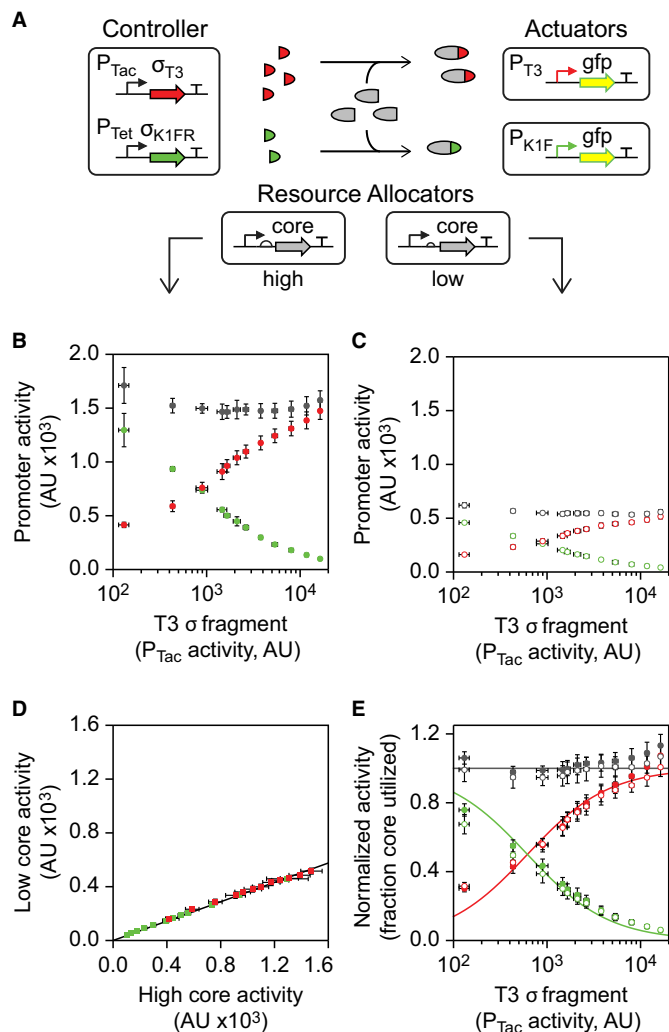 A
Controller
Actuators
P_Tac σ_T3
P_Tet σ_K1FR
P_T3 gfp
P_K1F gfp
Resource Allocators
core
core
high
low
B
Promoter activity
(AU x10³)
2.0
1.5
1.0
0.5
0.0
10² 10³ 10⁴
T3 σ fragment
(P_Tac activity, AU)
C
Promoter activity
(AU x10³)
2.0
1.5
1.0
0.5
0.0
10² 10³ 10⁴
T3 σ fragment
(P_Tac activity, AU)
D
Low core activity
(AU x10³)
1.6
1.2
0.8
0.4
0.0
0.0 0.4 0.8 1.2 1.6
High core activity
(AU x10³)
E
Normalized activity
(fraction core utilized)
1.2
0.8
0.4
0.0
10² 10³ 10⁴
T3 σ fragment
(P_Tac activity, AU)